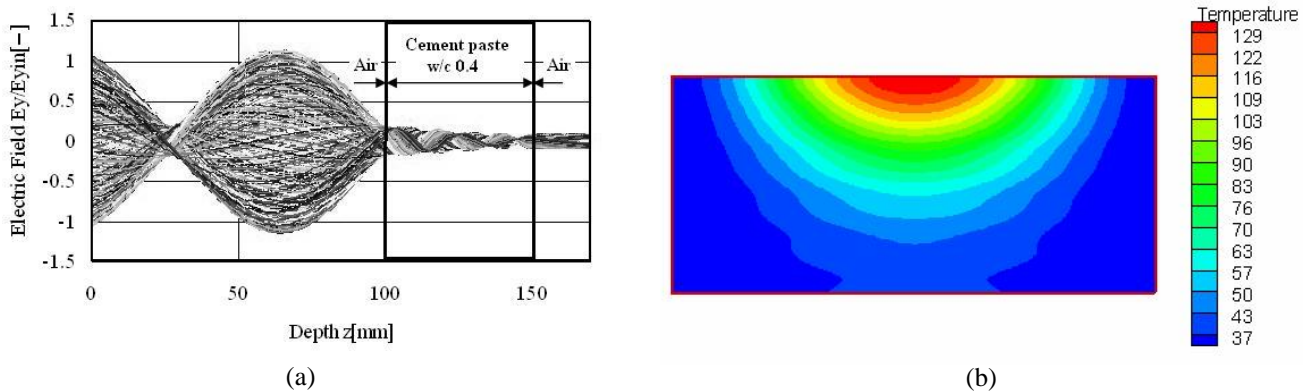 1.5
1
0.5
0
-0.5
-1
-1.5
Electric Field Ey/Eyin[−]
Air
Cement paste
w/c 0.4
Air
0
50
100
150
Depth z[mm]
(a)
Temperature
129
122
116
109
103
96
90
83
76
70
63
57
50
43
37
(b)